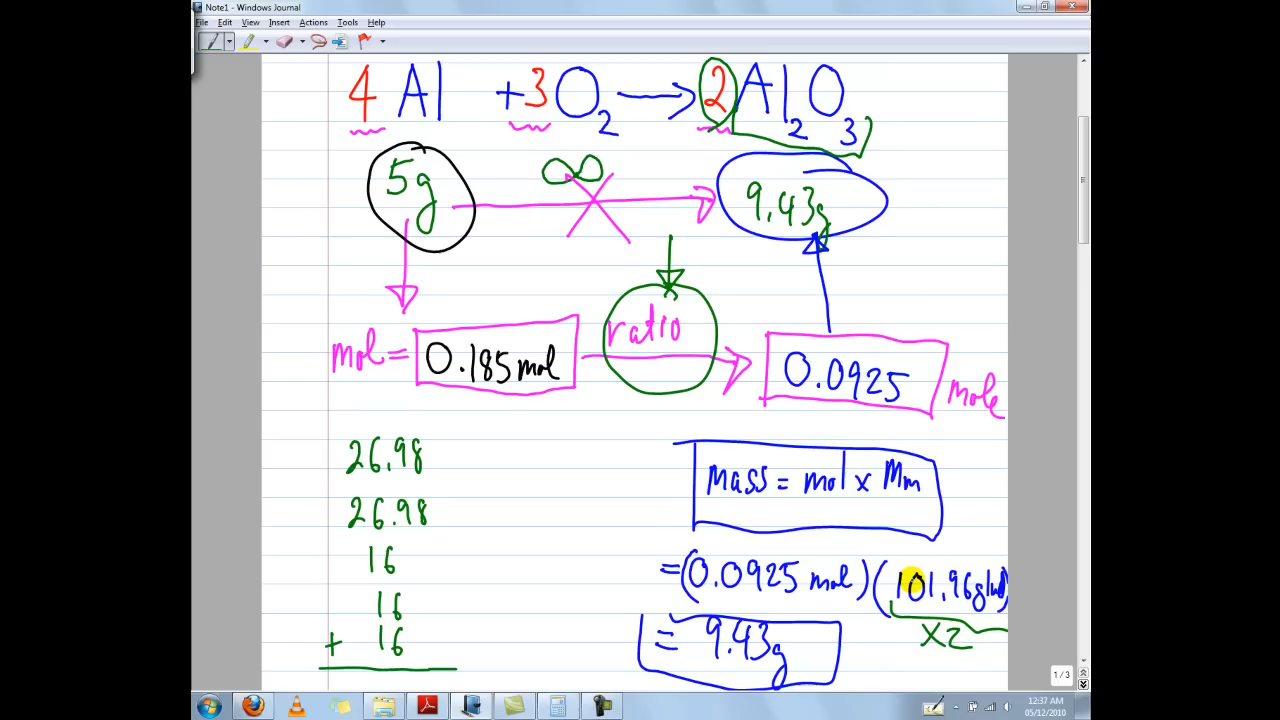 Note1 - Windows Journal
File Edit View Insert Actions Tools Help
4 Al + 3 O2 → 2 Al2O3
5g ∞ 9.43g
mol = 0.185 mol ratio 0.0925 mole
26.98
26.98
16
16
+ 16
Mass = mol x Mm
= (0.0925 mol) (101.96 g/mol)
x2
= 9.43g
1 / 3
12:37 AM
05/12/2010